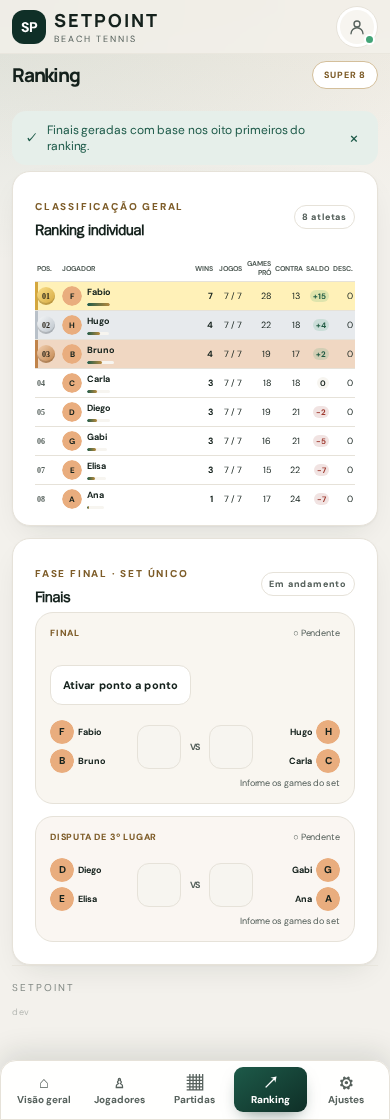 SP SETPOINT
BEACH TENNIS
Ranking SUPER 8
✓ Finais geradas com base nos oito primeiros do
ranking. ×
CLASSIFICAÇÃO GERAL
Ranking individual 8 atletas
POS. JOGADOR WINS JOGOS GAMES PRÓ CONTRA SALDO DESC.
01 F Fabio 7 7 / 7 28 13 +15 0
02 H Hugo 4 7 / 7 22 18 +4 0
03 B Bruno 4 7 / 7 19 17 +2 0
04 C Carla 3 7 / 7 18 18 0 0
05 D Diego 3 7 / 7 19 21 −2 0
06 G Gabi 3 7 / 7 16 21 −5 0
07 E Elisa 3 7 / 7 15 22 −7 0
08 A Ana 1 7 / 7 17 24 −7 0
FASE FINAL · SET ÚNICO
Finais Em andamento
FINAL ○ Pendente
Ativar ponto a ponto
F Fabio Hugo H
VS
B Bruno Carla C
Informe os games do set
DISPUTA DE 3º LUGAR ○ Pendente
D Diego Gabi G
VS
E Elisa Ana A
Informe os games do set
SETPOINT
dev
Visão geral Jogadores Partidas Ranking Ajustes